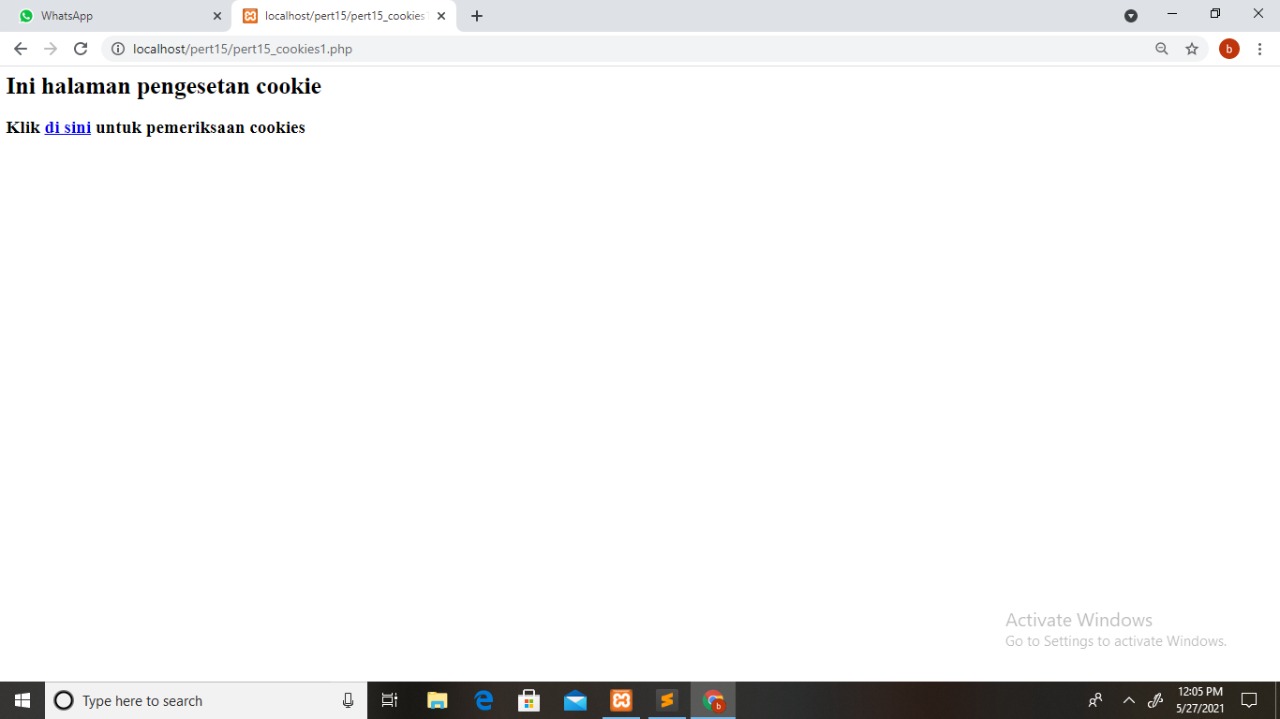 WhatsApp
localhost/pert15/pert15_cookies
localhost/pert15/pert15_cookies1.php
b
Ini halaman pengesetan cookie
Klik di sini untuk pemeriksaan cookies
Activate Windows
Go to Settings to activate Windows.
Type here to search
b
12:05 PM
5/27/2021